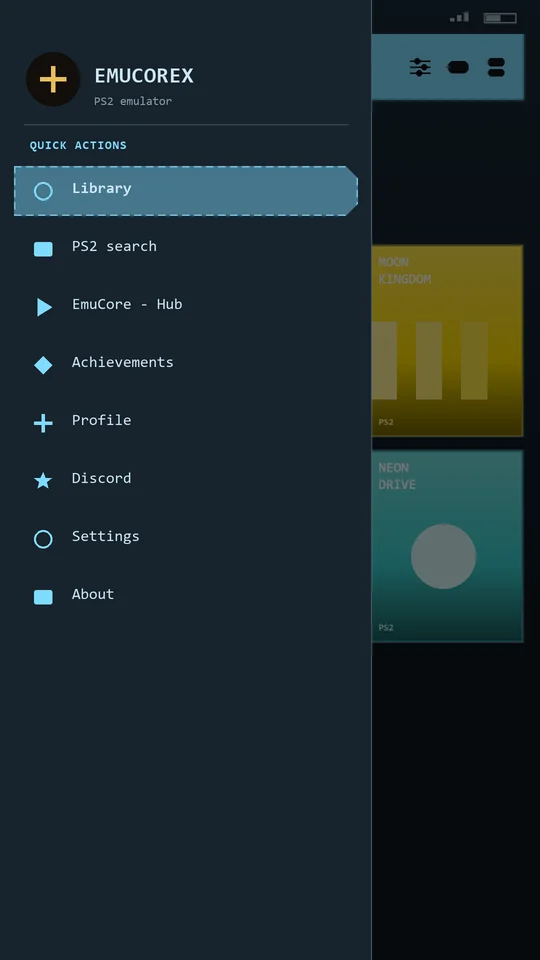 EMUCOREX
PS2 emulator
QUICK ACTIONS
Library
PS2 search
EmuCore - Hub
Achievements
Profile
Discord
Settings
About
MOON
KINGDOM
PS2
NEON
DRIVE
PS2